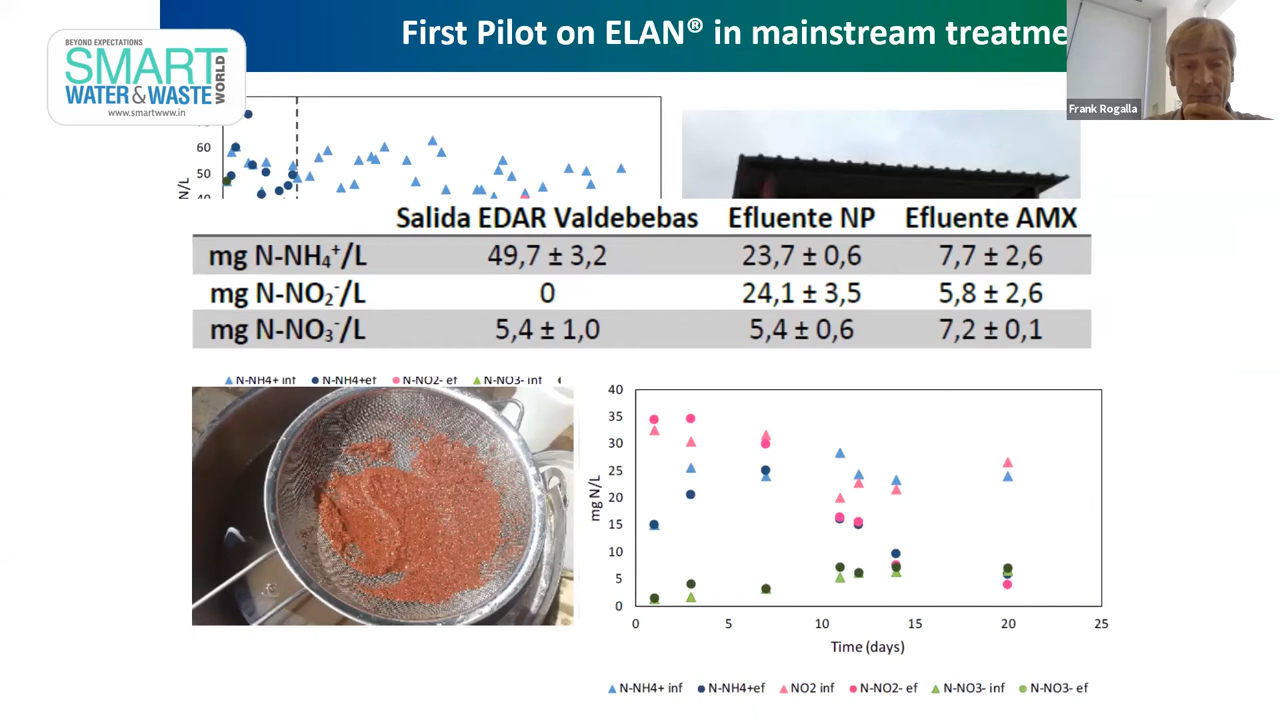 First Pilot on ELAN® in mainstream treatme
BEYOND EXPECTATIONS
SMART
WATER & WASTE
WORLD
www.smartwww.in
Frank Rogalla
60
50
N/L
Salida EDAR Valdebebas Efluente NP Efluente AMX
mg N-NH₄⁺/L 49,7 ± 3,2 23,7 ± 0,6 7,7 ± 2,6
mg N-NO₂⁻/L 0 24,1 ± 3,5 5,8 ± 2,6
mg N-NO₃⁻/L 5,4 ± 1,0 5,4 ± 0,6 7,2 ± 0,1
N-NH4+ inf N-NH4+ef N-NO2- ef N-NO3- inf
40
35
30
25
20
15
10
5
0
mg N/L
0 5 10 15 20 25
Time (days)
N-NH4+ inf N-NH4+ef NO2 inf N-NO2- ef N-NO3- inf N-NO3- ef